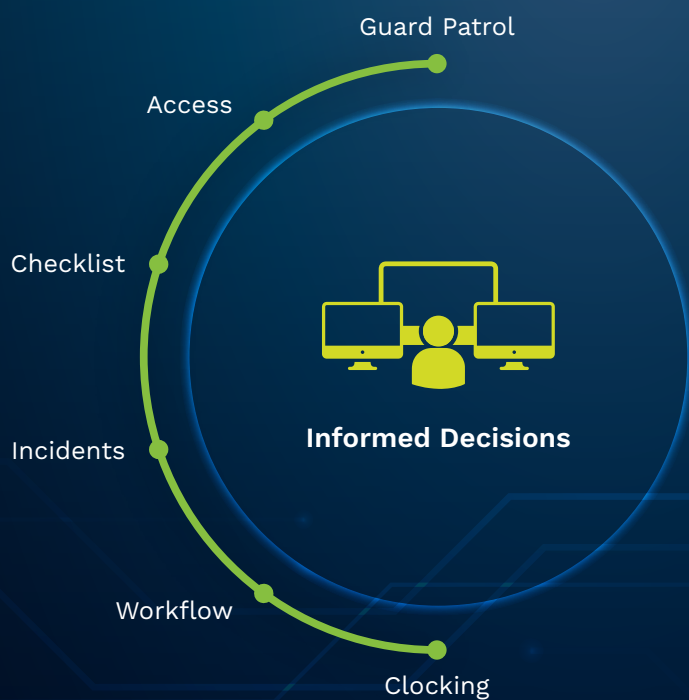 Guard Patrol
Access
Checklist
Informed Decisions
Incidents
Workflow
Clocking